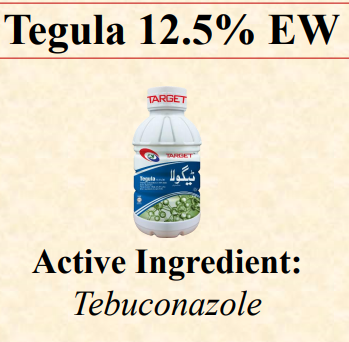 Tegula 12.5% EW
TARGET
TARGET
Tegula
ٹیگولا
Active Ingredient:
Tebuconazole